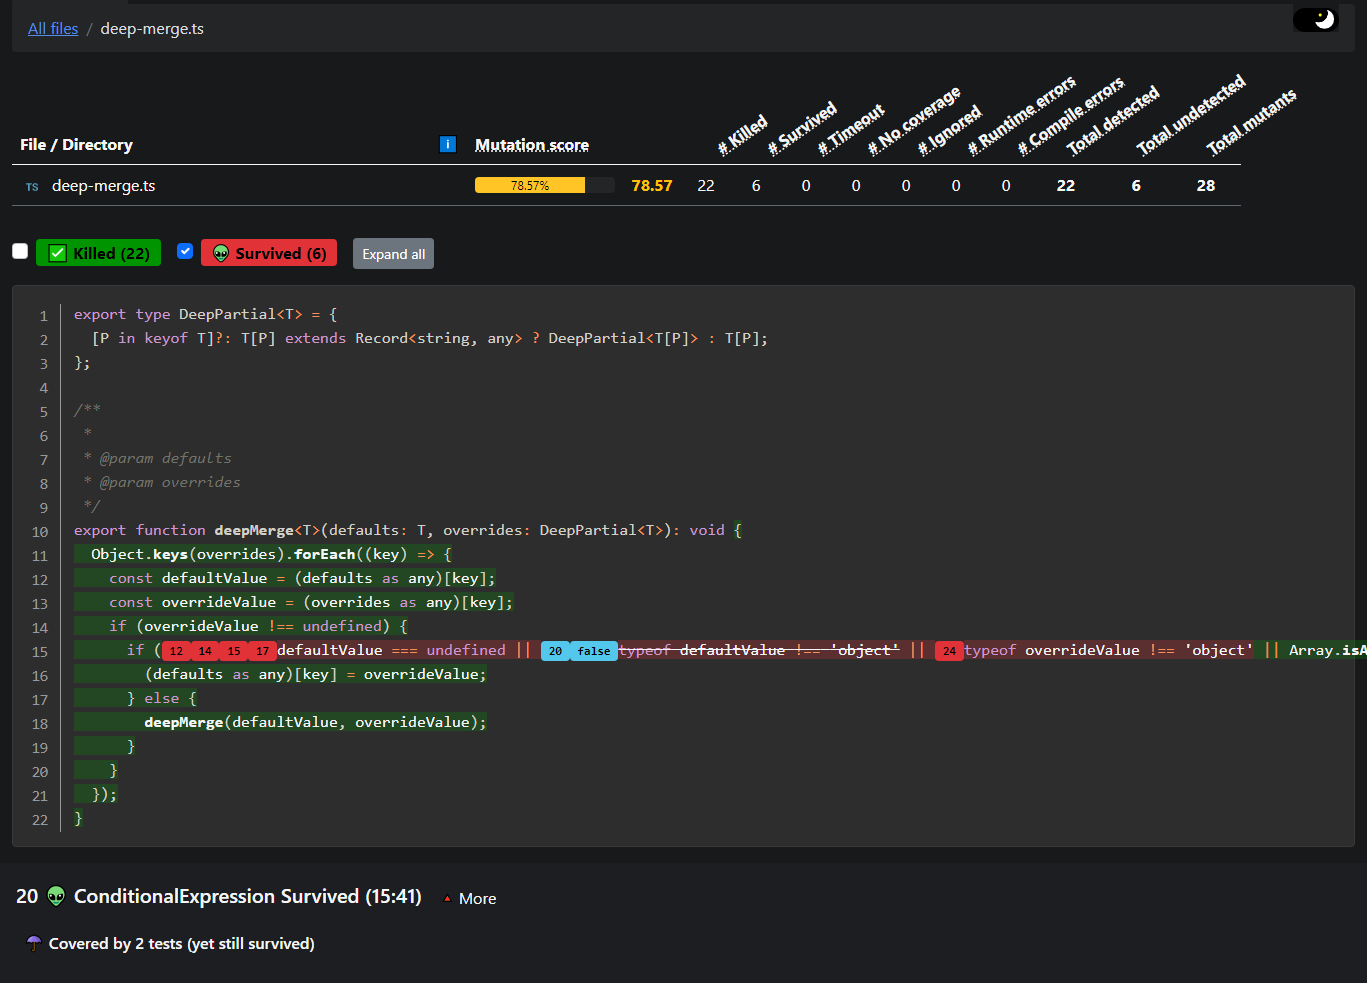 All files / deep-merge.ts
File / Directory i Mutation score # Killed # Survived # Timeout # No coverage # Ignored # Runtime errors # Compile errors Total detected Total undetected Total mutants
TS deep-merge.ts 78.57% 78.57 22 6 0 0 0 0 0 22 6 28
✅ Killed (22) 👽 Survived (6) Expand all
1 export type DeepPartial<T> = {
2 [P in keyof T]?: T[P] extends Record<string, any> ? DeepPartial<T[P]> : T[P];
3 };
4
5 /**
6 *
7 * @param defaults
8 * @param overrides
9 */
10 export function deepMerge<T>(defaults: T, overrides: DeepPartial<T>): void {
11 Object.keys(overrides).forEach((key) => {
12 const defaultValue = (defaults as any)[key];
13 const overrideValue = (overrides as any)[key];
14 if (overrideValue !== undefined) {
15 if (12 14 15 17 defaultValue === undefined || 20 false typeof defaultValue !== 'object' || 24 typeof overrideValue !== 'object' || Array.isA
16 (defaults as any)[key] = overrideValue;
17 } else {
18 deepMerge(defaultValue, overrideValue);
19 }
20 }
21 });
22 }
20 👽 ConditionalExpression Survived (15:41) 🔺 More
☂️ Covered by 2 tests (yet still survived)